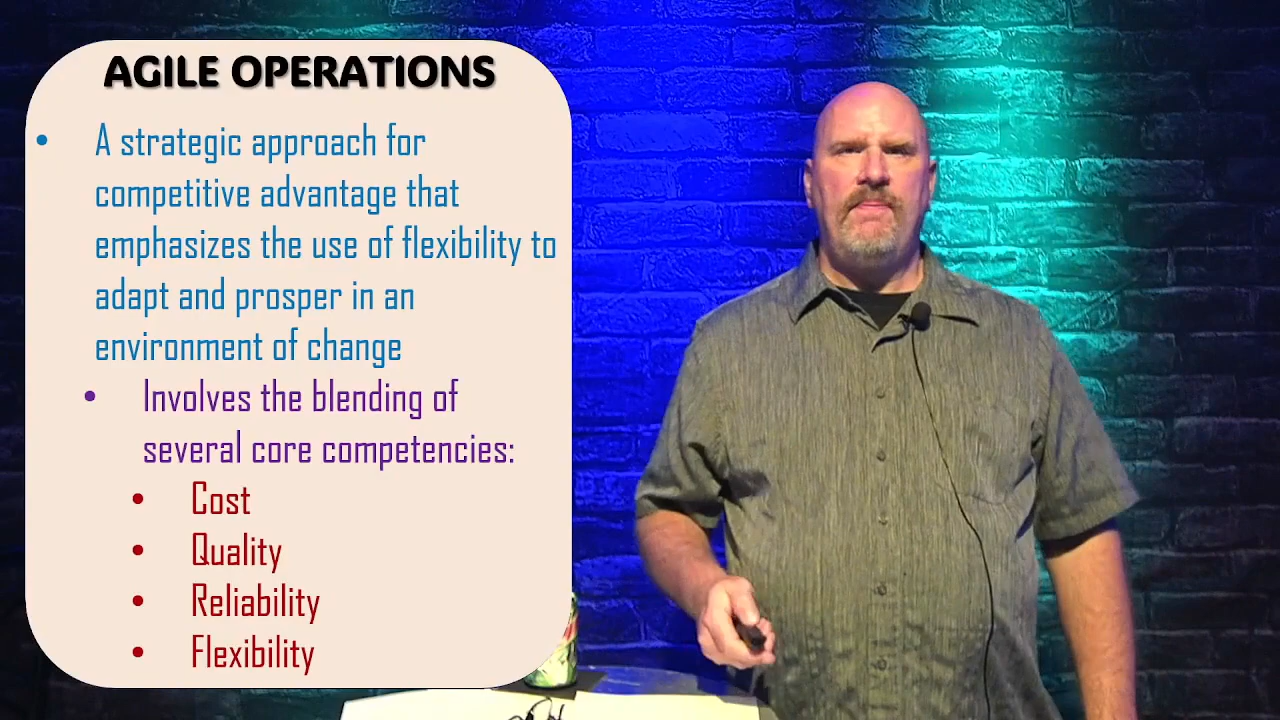 AGILE OPERATIONS
• A strategic approach for
competitive advantage that
emphasizes the use of flexibility to
adapt and prosper in an
environment of change
• Involves the blending of
several core competencies:
• Cost
• Quality
• Reliability
• Flexibility